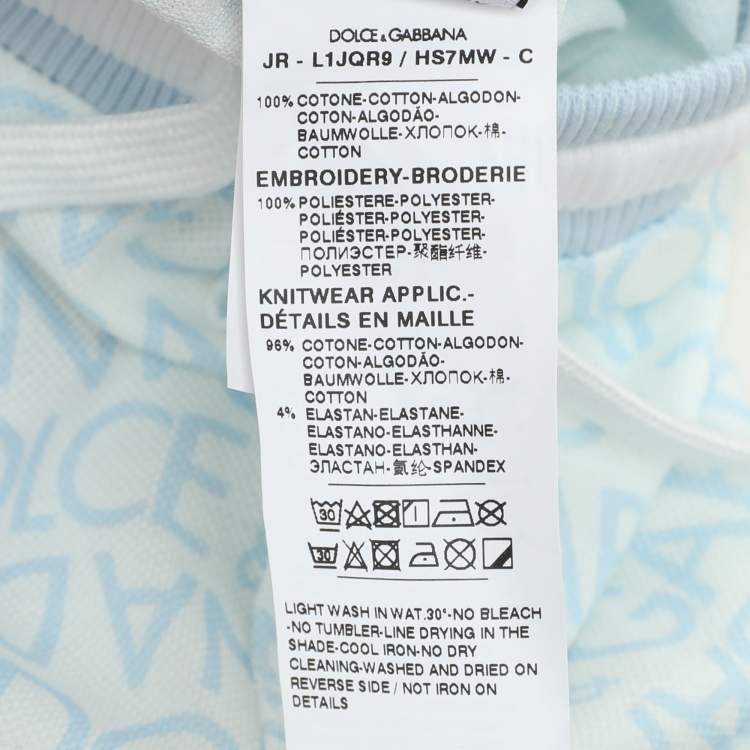 DOLCE & GABBANA
JR - L1JQR9 / HS7MW - C
100% COTONE-COTTON-ALGODON-
COTON-ALGODÃO-
BAUMWOLLE-ХЛОПОК-棉-
COTTON
EMBROIDERY-BRODERIE
100% POLIESTERE-POLYESTER-
POLIÉSTER-POLYESTER-
POLIÉSTER-POLYESTER-
ПОЛИЭСТЕР-聚酯纤维-
POLYESTER
KNITWEAR APPLIC.-
DÉTAILS EN MAILLE
96% COTONE-COTTON-ALGODON-
COTON-ALGODÃO-
BAUMWOLLE-ХЛОПОК-棉-
COTTON
4% ELASTAN-ELASTANE-
ELASTANO-ELASTHANNE-
ELASTANO-ELASTHAN-
ЭЛАСТАН-氨纶-SPANDEX
30
30
LIGHT WASH IN WAT.30°-NO BLEACH
-NO TUMBLER-LINE DRYING IN THE
SHADE-COOL IRON-NO DRY
CLEANING-WASHED AND DRIED ON
REVERSE SIDE / NOT IRON ON
DETAILS
DOLCE